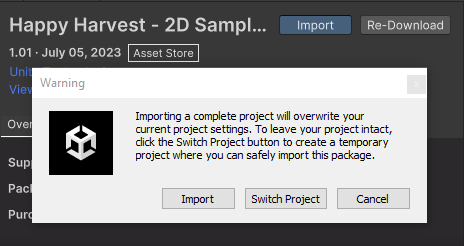 Happy Harvest - 2D Sampl...
Import
Re-Download
1.01 · July 05, 2023
Asset Store
Unit
View
Warning
Over
Importing a complete project will overwrite your
current project settings. To leave your project intact,
click the Switch Project button to create a temporary
project where you can safely import this package.
Supp
Pack
Purc
Import
Switch Project
Cancel